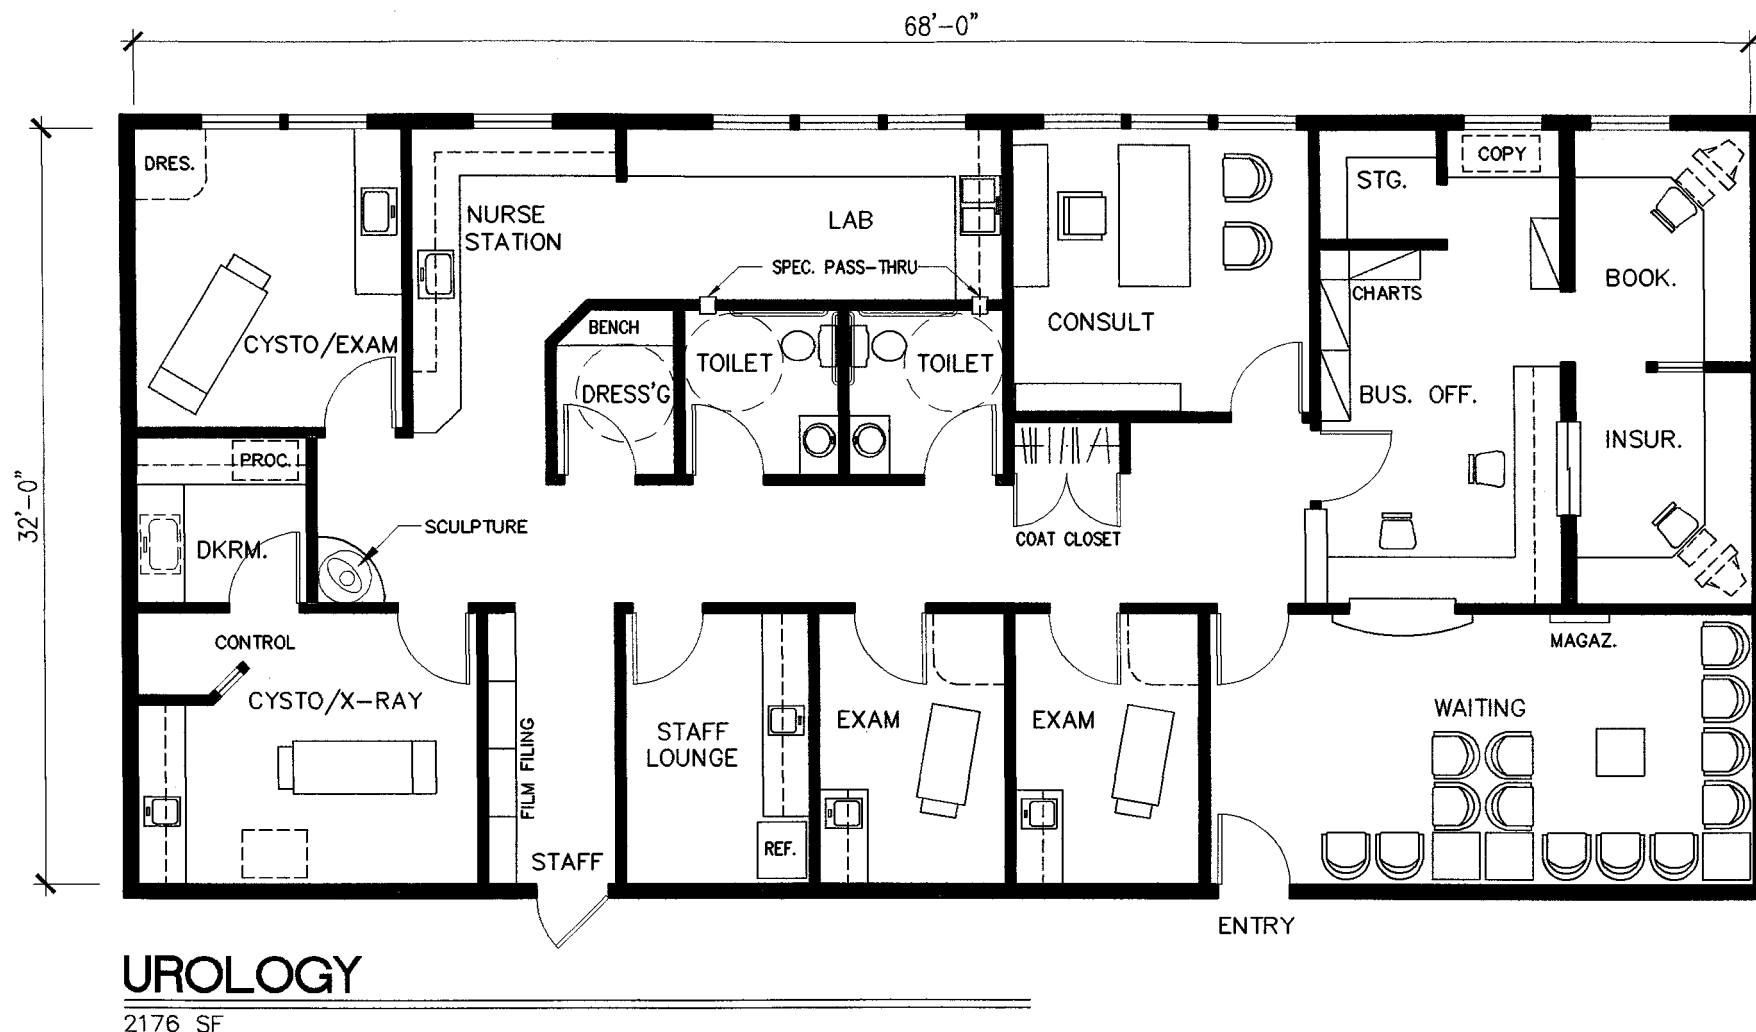 68'-0"
DRES.
COPY
STG.
NURSE
STATION
LAB
SPEC. PASS-THRU
BOOK.
CHARTS
CYSTO/EXAM
BENCH
CONSULT
TOILET
TOILET
DRESS'G
BUS. OFF.
INSUR.
PROC.
32'-0"
SCULPTURE
COAT CLOSET
DKRM.
CONTROL
MAGAZ.
CYSTO/X-RAY
FILM FILING
STAFF
LOUNGE
EXAM
EXAM
WAITING
REF.
STAFF
ENTRY
UROLOGY
2176 SF